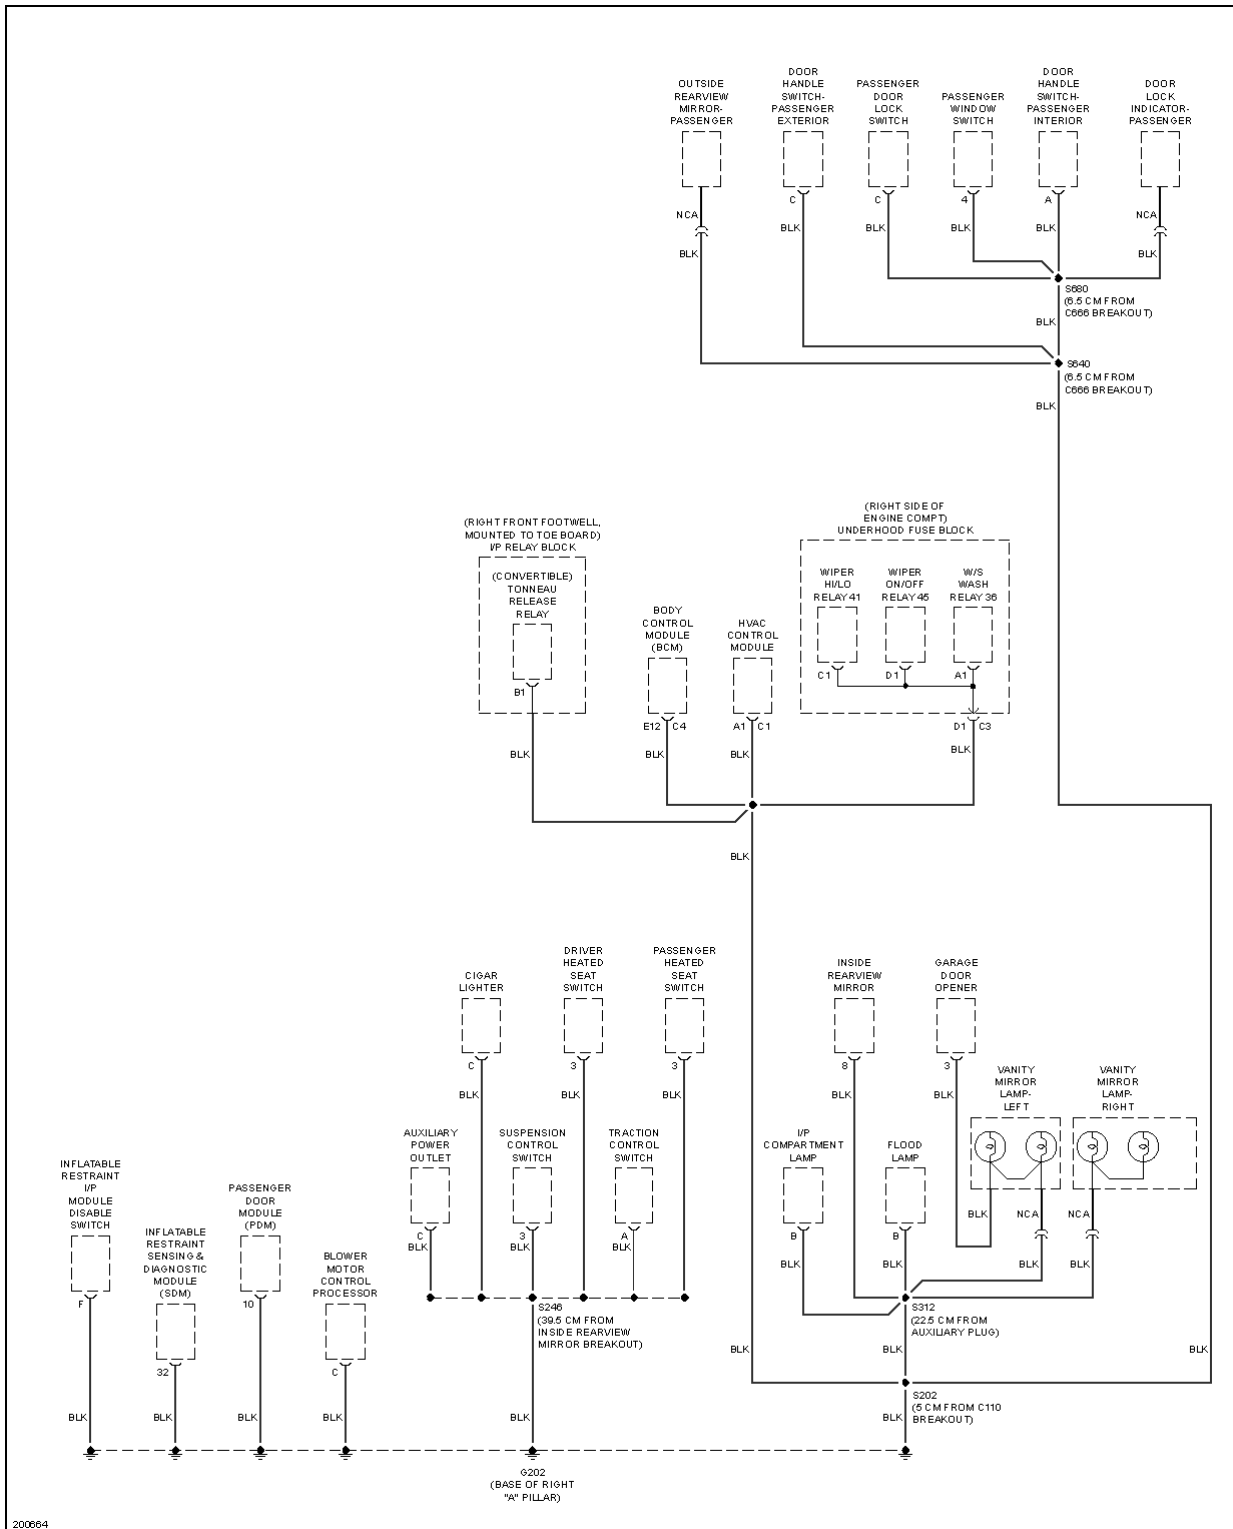 OUTSIDE
REARVIEW
MIRROR-
PASSENGER
DOOR
HANDLE
SWITCH-
PASSENGER
EXTERIOR
PASSENGER
DOOR
LOCK
SWITCH
PASSENGER
WINDOW
SWITCH
DOOR
HANDLE
SWITCH-
PASSENGER
INTERIOR
DOOR
LOCK
INDICATOR-
PASSENGER
C
C
4
A
NCA
BLK
BLK
BLK
BLK
NCA
BLK
BLK
S680
(6.5 CM FROM
C666 BREAKOUT)
BLK
S640
(6.5 CM FROM
C666 BREAKOUT)
BLK
(RIGHT FRONT FOOTWELL,
MOUNTED TO TOE BOARD)
I/P RELAY BLOCK
(CONVERTIBLE)
TONNEAU
RELEASE
RELAY
B1
BODY
CONTROL
MODULE
(BCM)
E12 C4
HVAC
CONTROL
MODULE
A1 C1
(RIGHT SIDE OF
ENGINE COMPT)
UNDERHOOD FUSE BLOCK
WIPER
HI/LO
RELAY 41
WIPER
ON/OFF
RELAY 45
W/S
WASH
RELAY 36
C1
D1
A1
D1 C3
BLK
BLK
BLK
BLK
BLK
CIGAR
LIGHTER
DRIVER
HEATED
SEAT
SWITCH
PASSENGER
HEATED
SEAT
SWITCH
INSIDE
REARVIEW
MIRROR
GARAGE
DOOR
OPENER
C
3
3
8
3
BLK
BLK
BLK
BLK
BLK
VANITY
MIRROR
LAMP-
LEFT
VANITY
MIRROR
LAMP-
RIGHT
AUXILIARY
POWER
OUTLET
SUSPENSION
CONTROL
SWITCH
TRACTION
CONTROL
SWITCH
I/P
COMPARTMENT
LAMP
FLOOD
LAMP
C
BLK
3
BLK
A
BLK
B
BLK
B
BLK
BLK
NCA
NCA
BLK
BLK
INFLATABLE
RESTRAINT
I/P
MODULE
DISABLE
SWITCH
F
INFLATABLE
RESTRAINT
SENSING &
DIAGNOSTIC
MODULE
(SDM)
32
PASSENGER
DOOR
MODULE
(PDM)
10
BLOWER
MOTOR
CONTROL
PROCESSOR
C
S246
(39.5 CM FROM
INSIDE REARVIEW
MIRROR BREAKOUT)
S312
(22.5 CM FROM
AUXILIARY PLUG)
BLK
BLK
BLK
S202
(5 CM FROM C110
BREAKOUT)
BLK
BLK
BLK
BLK
BLK
BLK
G202
(BASE OF RIGHT
"A" PILLAR)
200664